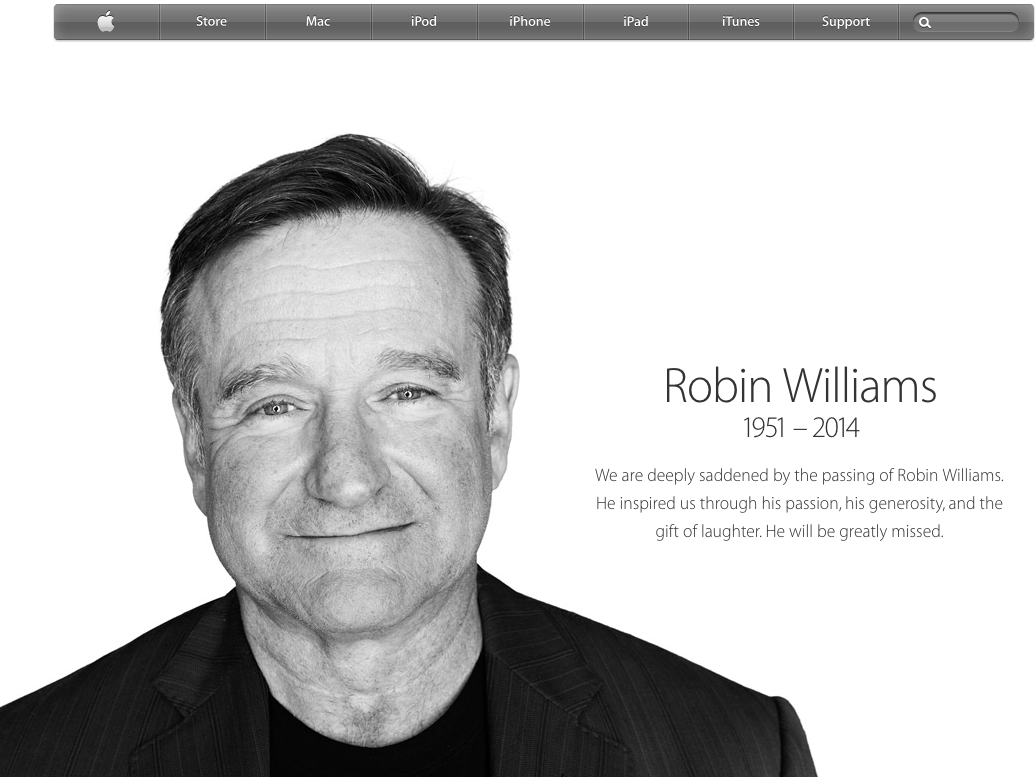 Store Mac iPod iPhone iPad iTunes Support
Robin Williams
1951 – 2014
We are deeply saddened by the passing of Robin Williams.
He inspired us through his passion, his generosity, and the
gift of laughter. He will be greatly missed.